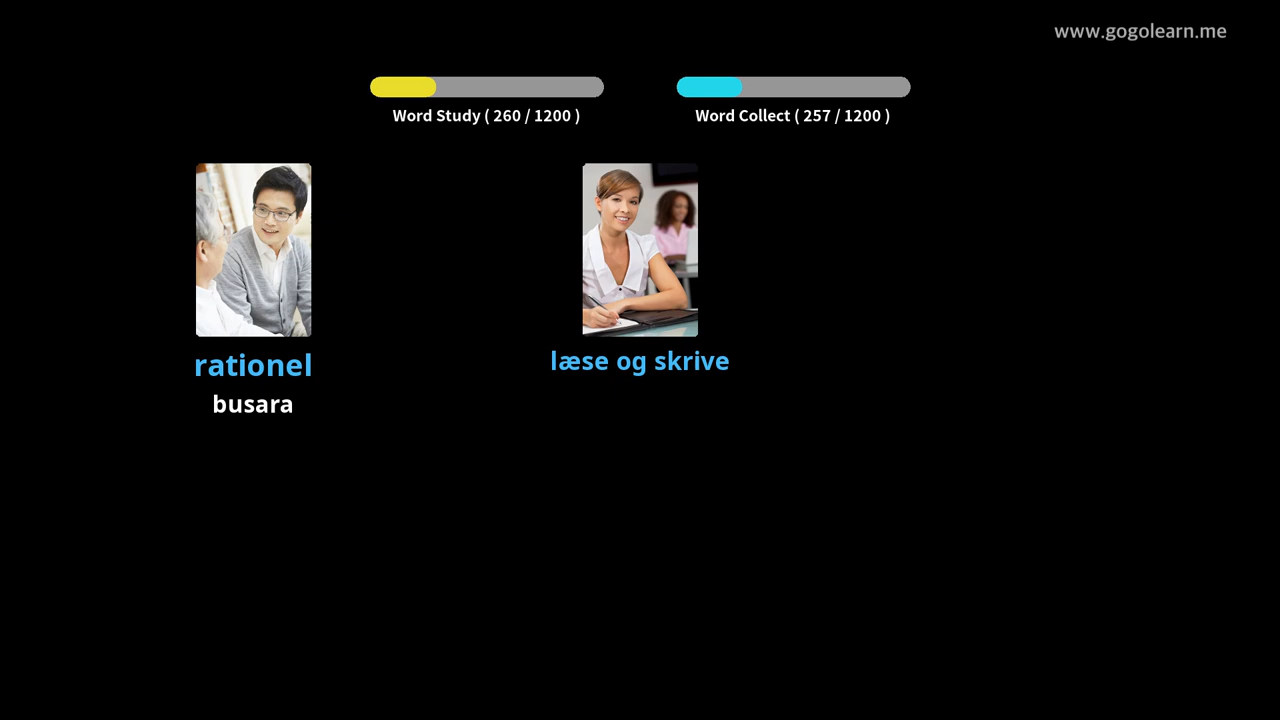 www.gogolearn.me
Word Study ( 260 / 1200 )
Word Collect ( 257 / 1200 )
rationel
busara
læse og skrive